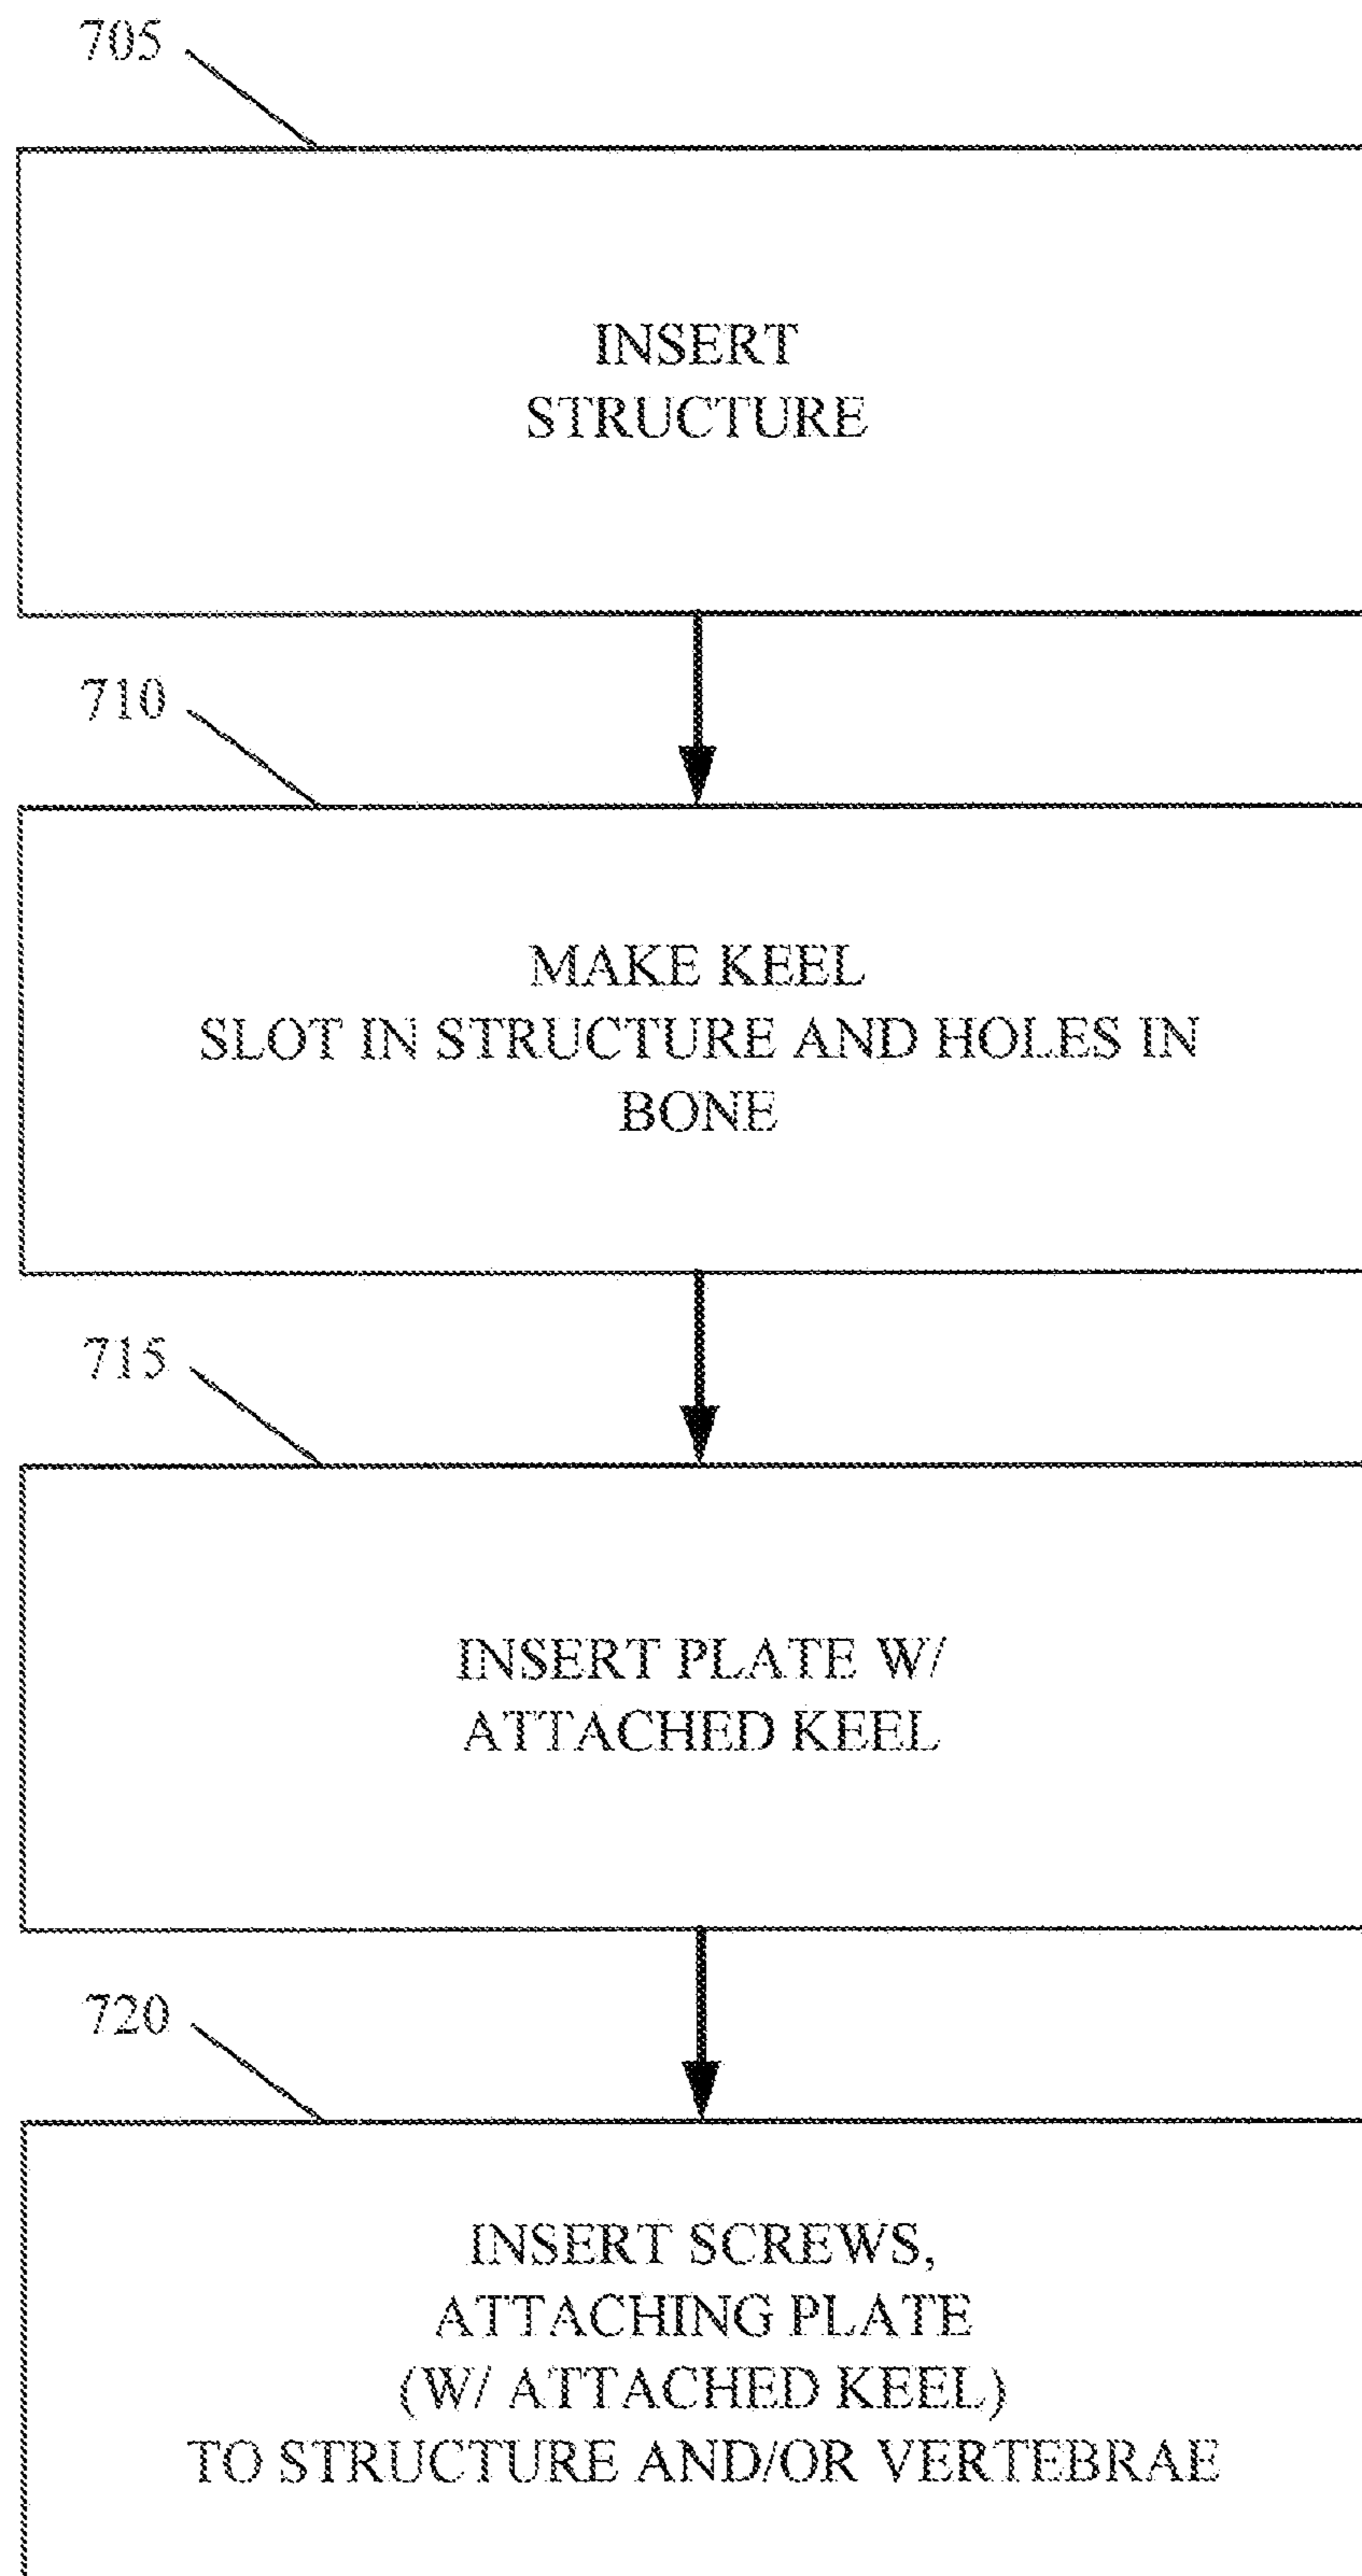 705
INSERT
STRUCTURE
710
MAKE KEEL
SLOT IN STRUCTURE AND HOLES IN
BONE
715
INSERT PLATE W/
ATTACHED KEEL
720
INSERT SCREWS,
ATTACHING PLATE
(W/ ATTACHED KEEL)
TO STRUCTURE AND/OR VERTEBRAE